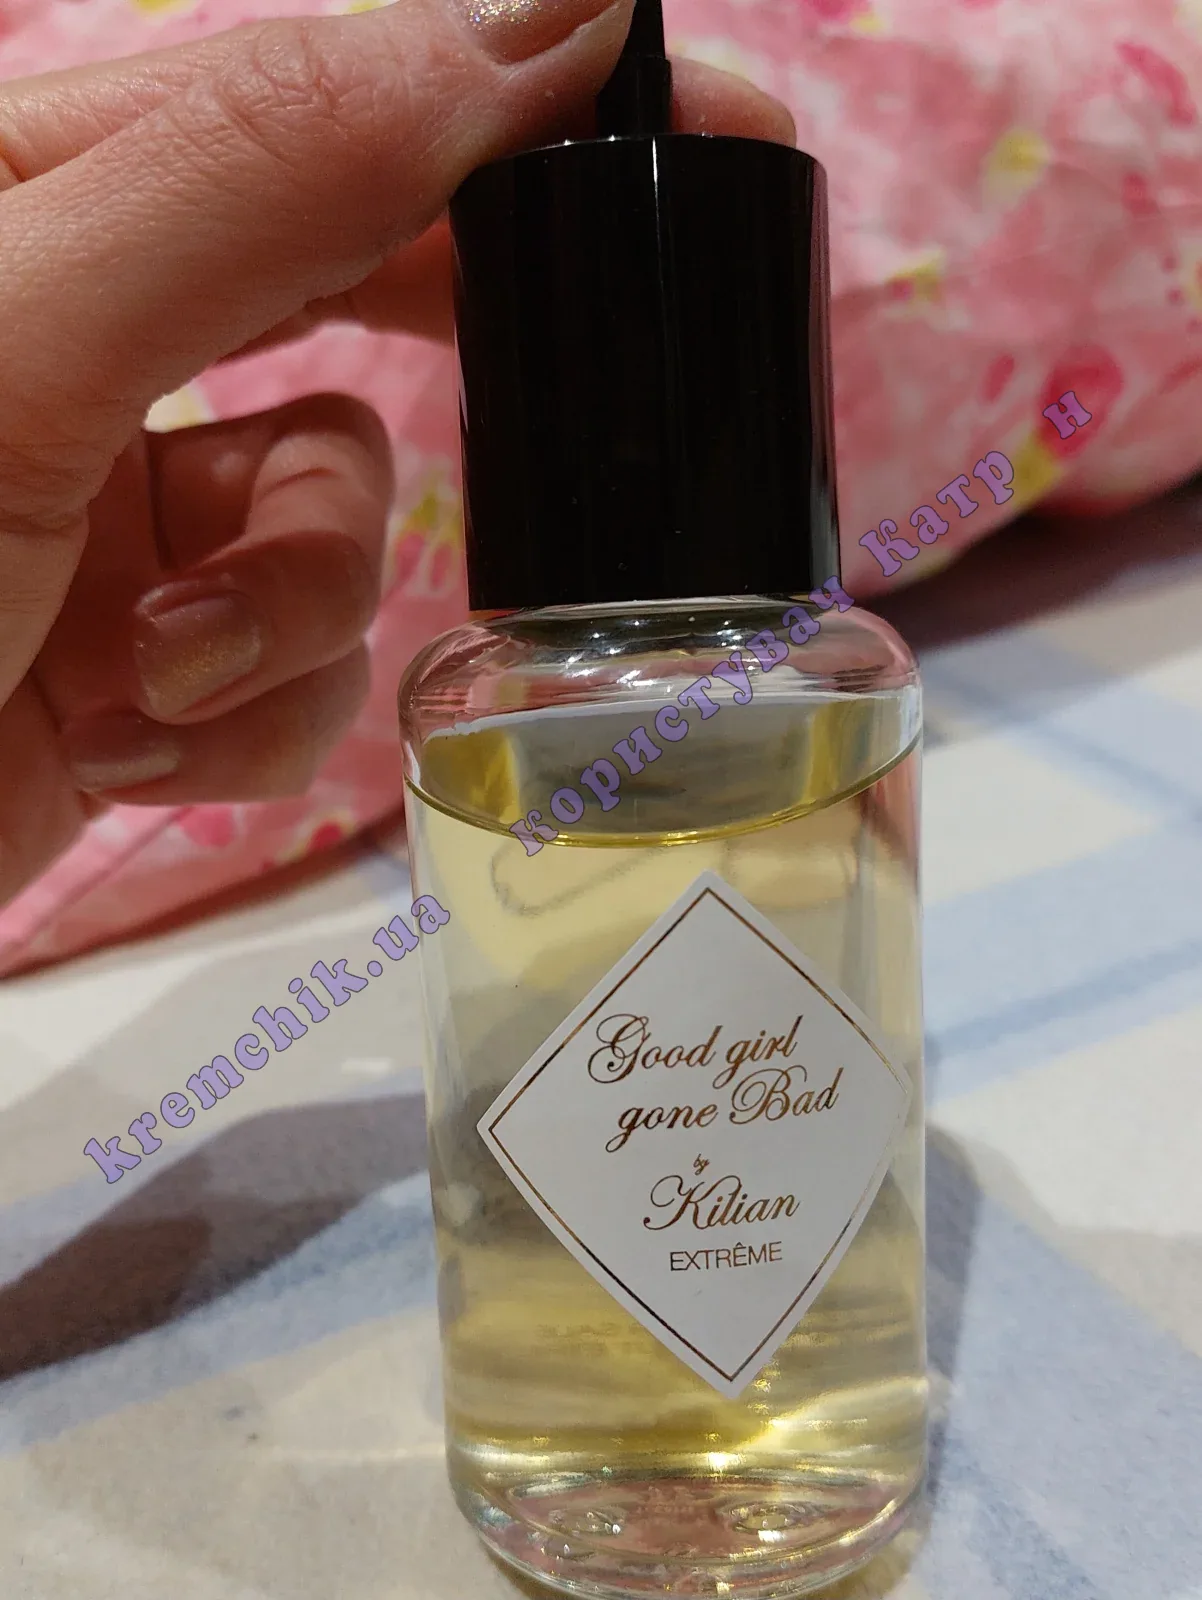 Good girl
gone Bad
by
Kilian
EXTRÊME
kremchik.ua користувач Катр н